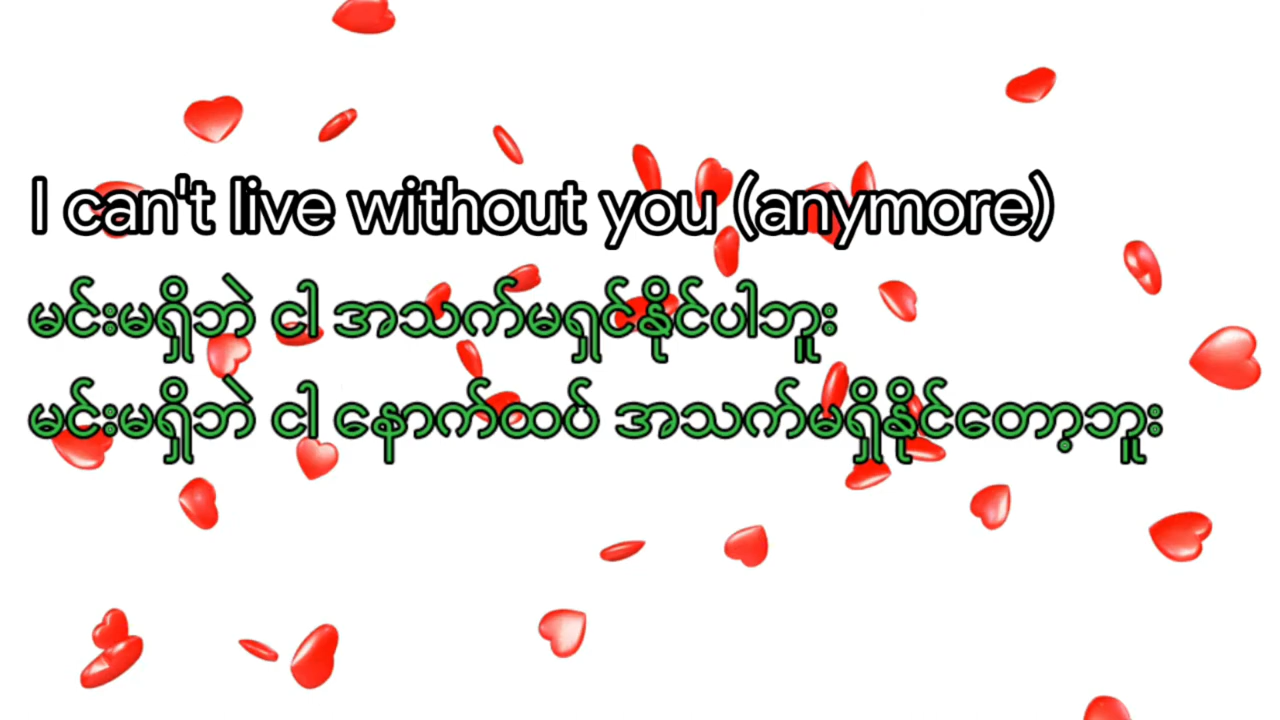 I can't live without you (anymore)
မင်းမရှိဘဲ ငါ အသက်မရှင်နိုင်ပါဘူး
မင်းမရှိဘဲ ငါ နောက်ထပ် အသက်မရှိနိုင်တော့ဘူး